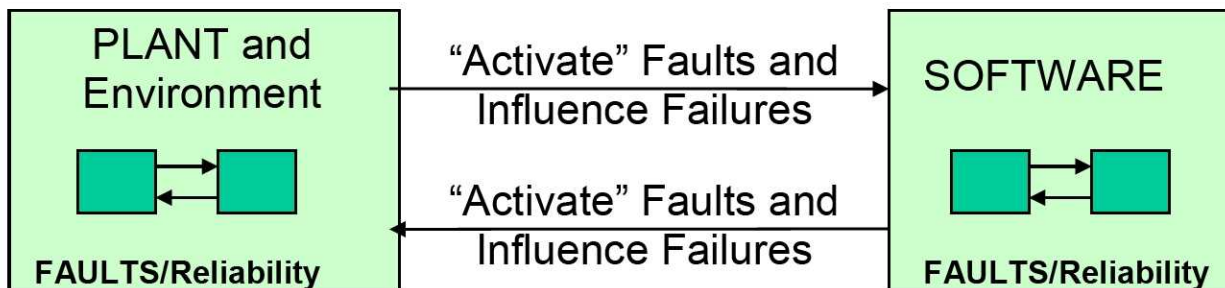 PLANT and
Environment
FAULTS/Reliability
“Activate” Faults and
Influence Failures
“Activate” Faults and
Influence Failures
SOFTWARE
FAULTS/Reliability